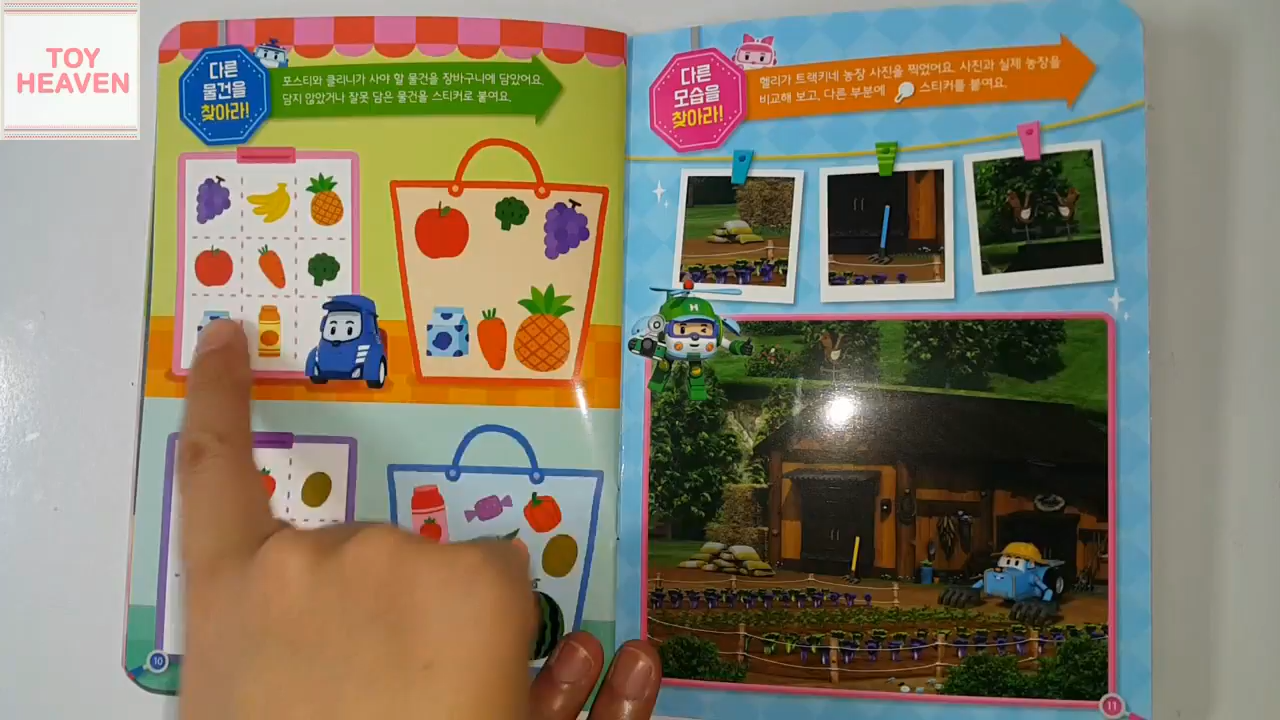 TOY
HEAVEN
다른
물건을
찾아라!
포스티와 클리니가 사야 할 물건을 장바구니에 담았어요.
담지 않았거나 잘못 담은 물건을 스티커로 붙여요.
다른
모습을
찾아라!
헬리가 트랙키네 농장 사진을 찍었어요. 사진과 실제 농장을
비교해 보고, 다른 부분에 스티커를 붙여요.
H
10
11